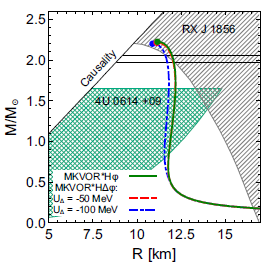 2.5
2.0
1.5
1.0
0.5
0.0
M/M⊙
RX J 1856
Causality
4U 0614 +09
MKVOR*Hφ
MKVOR*HΔφ:
U_Δ = -50 MeV
U_Δ = -100 MeV
5 7.5 10 12.5 15
R [km]